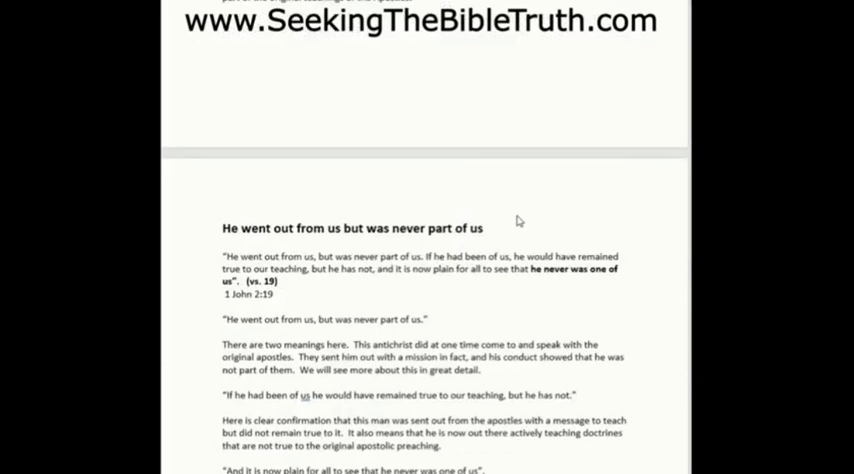 part of the original teachings of the Apostles.
www.SeekingTheBibleTruth.com
He went out from us but was never part of us
"He went out from us, but was never part of us. If he had been of us, he would have remained
true to our teaching, but he has not, and it is now plain for all to see that he never was one of
us". (vs. 19)
1 John 2:19
"He went out from us, but was never part of us."
There are two meanings here. This antichrist did at one time come to and speak with the
original apostles. They sent him out with a mission in fact, and his conduct showed that he was
not part of them. We will see more about this in great detail.
"If he had been of us he would have remained true to our teaching, but he has not."
Here is clear confirmation that this man was sent out from the apostles with a message to teach
but did not remain true to it. It also means that he is now out there actively teaching doctrines
that are not true to the original apostolic preaching.
"And it is now plain for all to see that he never was one of us".